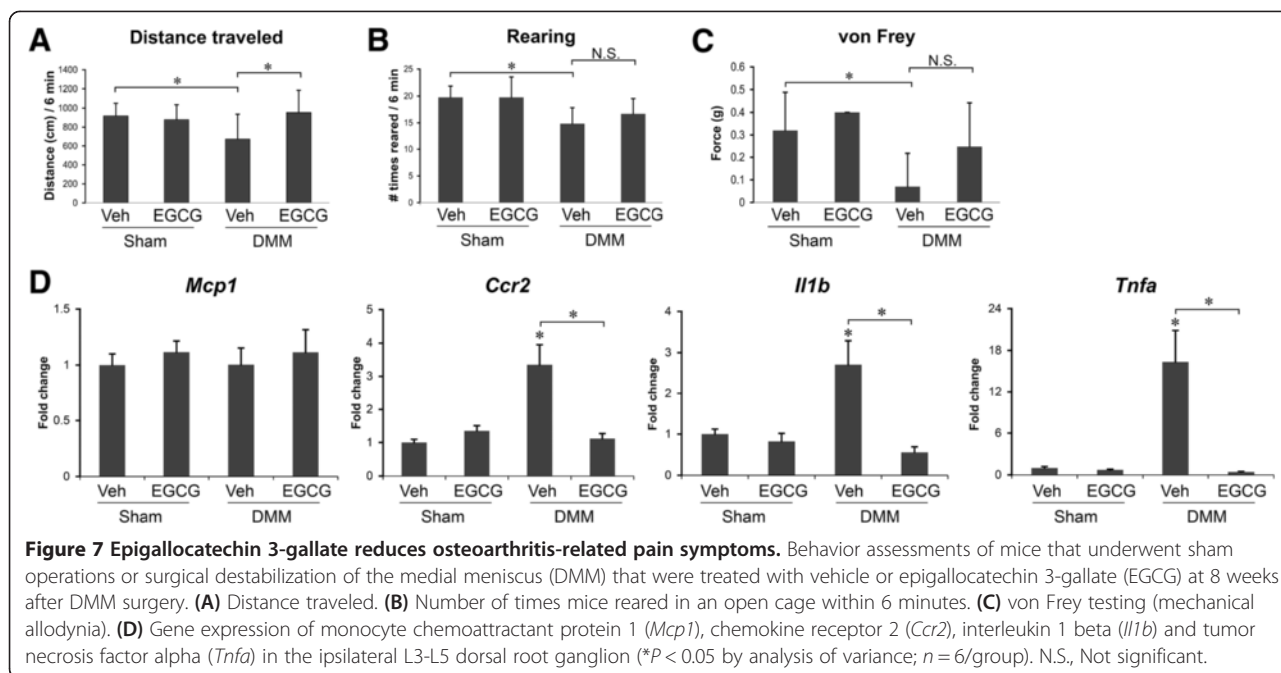 A Distance traveled
Distance (cm) / 6 min
1400
1200
1000
800
600
400
200
0
* *
Veh EGCG Veh EGCG
Sham DMM
B Rearing
# times reared / 6 min
25
20
15
10
5
0
* N.S.
Veh EGCG Veh EGCG
Sham DMM
C von Frey
Force (g)
0.6
0.5
0.4
0.3
0.2
0.1
0
* N.S.
Veh EGCG Veh EGCG
Sham DMM
D Mcp1
Fold change
1.5
1
0.5
0
Veh EGCG Veh EGCG
Sham DMM
Ccr2
Fold change
5
4
3
2
1
0
* *
Veh EGCG Veh EGCG
Sham DMM
Il1b
Fold chnage
4
3
2
1
0
* *
Veh EGCG Veh EGCG
Sham DMM
Tnfa
Fold change
24
18
12
6
0
* *
Veh EGCG Veh EGCG
Sham DMM
Figure 7 Epigallocatechin 3-gallate reduces osteoarthritis-related pain symptoms. Behavior assessments of mice that underwent sham
operations or surgical destabilization of the medial meniscus (DMM) that were treated with vehicle or epigallocatechin 3-gallate (EGCG) at 8 weeks
after DMM surgery. (A) Distance traveled. (B) Number of times mice reared in an open cage within 6 minutes. (C) von Frey testing (mechanical
allodynia). (D) Gene expression of monocyte chemoattractant protein 1 (Mcp1), chemokine receptor 2 (Ccr2), interleukin 1 beta (Il1b) and tumor
necrosis factor alpha (Tnfa) in the ipsilateral L3-L5 dorsal root ganglion (*P < 0.05 by analysis of variance; n = 6/group). N.S., Not significant.